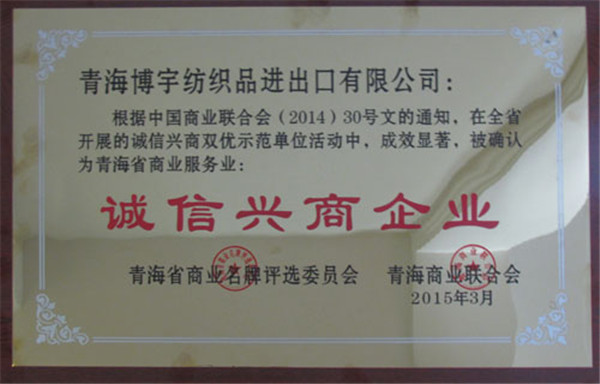 青海博宇纺织品进出口有限公司：
根据中国商业联合会（2014）30号文的通知，在全省
开展的诚信兴商双优示范单位活动中，成效显著，被确认
为青海省商业服务业：
诚信兴商企业
青海省商业名牌评选委员会 青海商业联合会
2015年3月